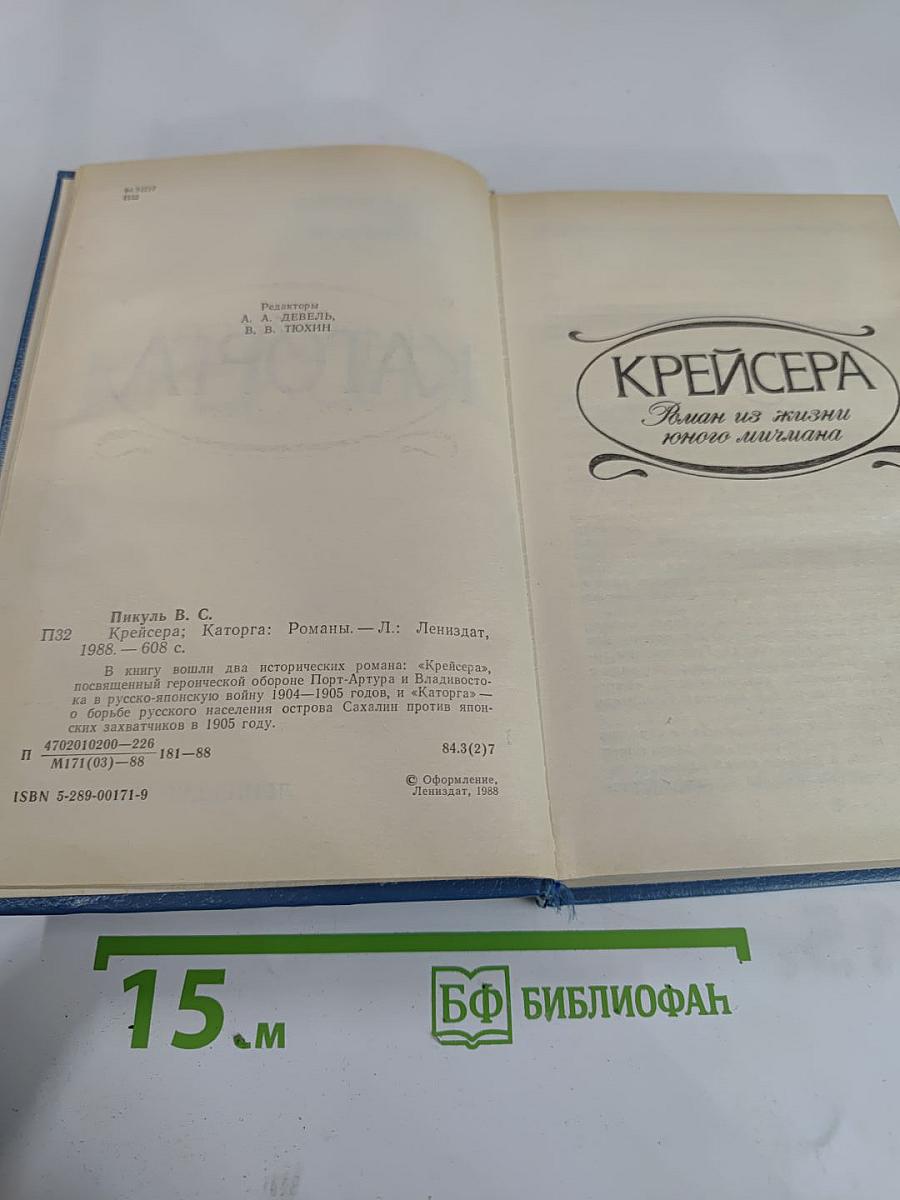 Редакторы
А. А. ДЕВЕЛЬ,
В. В. ТЮХИН
Пикуль В. С.
П32 Крейсера; Каторга: Романы. — Л.: Лениздат,
1988. — 608 с.
В книгу вошли два исторических романа: «Крейсера»,
посвященный героической обороне Порт-Артура и Владивосто-
ка в русско-японскую войну 1904—1905 годов, и «Каторга» —
о борьбе русского населения острова Сахалин против япон-
ских захватчиков в 1905 году.
П 4702010200—226
М171(03)—88 181—88
84.3(2)7
ISBN 5-289-00171-9
© Оформление,
Лениздат, 1988
КРЕЙСЕРА
Роман из жизни
юного мичмана
15 см
БФ БИБЛИОФАН